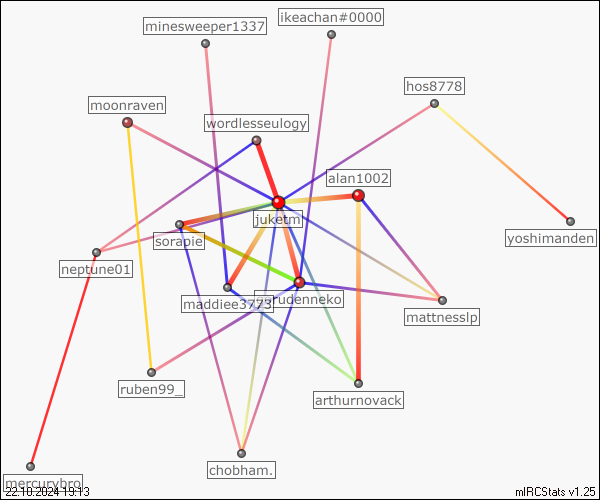 ikeachan#0000
minesweeper1337
hos8778
moonraven
wordlesseulogy
alan1002
juketm
yoshimanden
sorapie
neptune01
maddiee3773
udenneko
mattnesslp
ruben99_
arthurnovack
chobham.
mercurybro
22.10.2024 19:13
mIRCStats v1.25